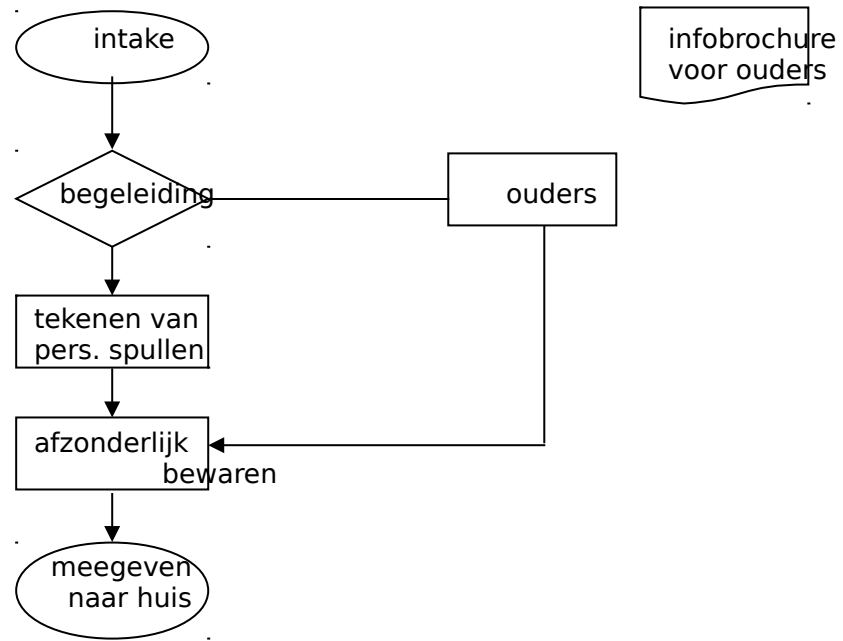 intake
infobrochure
voor ouders
begeleiding
ouders
tekenen van
pers. spullen
afzonderlijk
bewaren
meegeven
naar huis